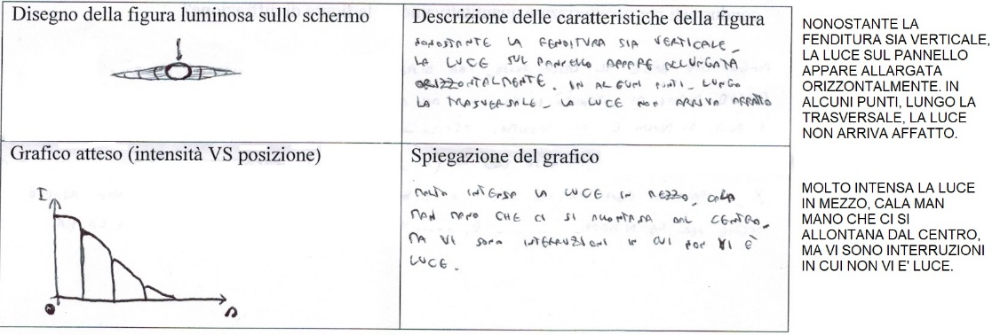 Disegno della figura luminosa sullo schermo
Descrizione delle caratteristiche della figura
NONOSTANTE LA FENDITURA SIA VERTICALE,
LA LUCE SUL PANNELLO APPARE ALLUNGATA
ORIZZONTALMENTE. IN ALCUNI PUNTI, LUNGO
LA TRASVERSALE, LA LUCE NON ARRIVA AFFATTO
NONOSTANTE LA
FENDITURA SIA VERTICALE,
LA LUCE SUL PANNELLO
APPARE ALLARGATA
ORIZZONTALMENTE. IN
ALCUNI PUNTI, LUNGO LA
TRASVERSALE, LA LUCE
NON ARRIVA AFFATTO.
Grafico atteso (intensità VS posizione)
I
0
Spiegazione del grafico
MOLTO INTENSA LA LUCE IN MEZZO, CALA
MAN MANO CHE CI SI ALLONTANA DAL CENTRO,
MA VI SONO INTERRUZIONI IN CUI NON VI È
LUCE.
MOLTO INTENSA LA LUCE
IN MEZZO, CALA MAN
MANO CHE CI SI
ALLONTANA DAL CENTRO,
MA VI SONO INTERRUZIONI
IN CUI NON VI E' LUCE.